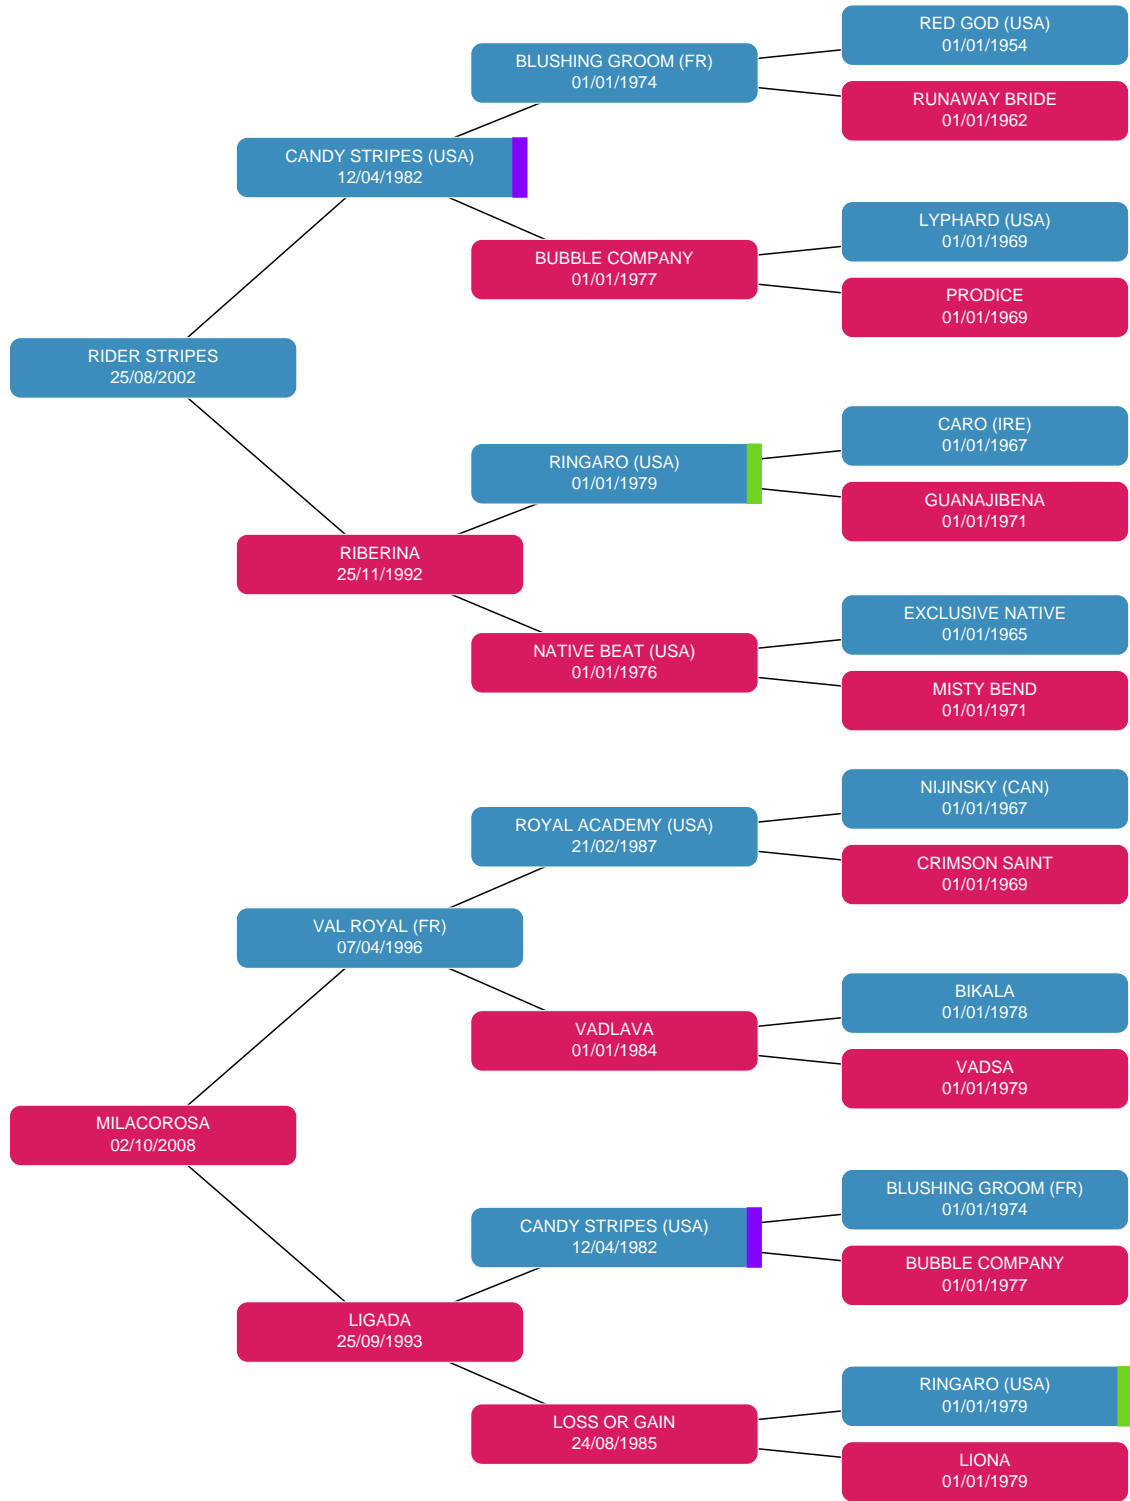 RED GOD (USA)
01/01/1954
BLUSHING GROOM (FR)
01/01/1974
RUNAWAY BRIDE
01/01/1962
CANDY STRIPES (USA)
12/04/1982
LYPHARD (USA)
01/01/1969
BUBBLE COMPANY
01/01/1977
PRODICE
01/01/1969
RIDER STRIPES
25/08/2002
CARO (IRE)
01/01/1967
RINGARO (USA)
01/01/1979
GUANAJIBENA
01/01/1971
RIBERINA
25/11/1992
EXCLUSIVE NATIVE
01/01/1965
NATIVE BEAT (USA)
01/01/1976
MISTY BEND
01/01/1971
NIJINSKY (CAN)
01/01/1967
ROYAL ACADEMY (USA)
21/02/1987
CRIMSON SAINT
01/01/1969
VAL ROYAL (FR)
07/04/1996
BIKALA
01/01/1978
VADLAVA
01/01/1984
VADSA
01/01/1979
MILACOROSA
02/10/2008
BLUSHING GROOM (FR)
01/01/1974
CANDY STRIPES (USA)
12/04/1982
BUBBLE COMPANY
01/01/1977
LIGADA
25/09/1993
RINGARO (USA)
01/01/1979
LOSS OR GAIN
24/08/1985
LIONA
01/01/1979